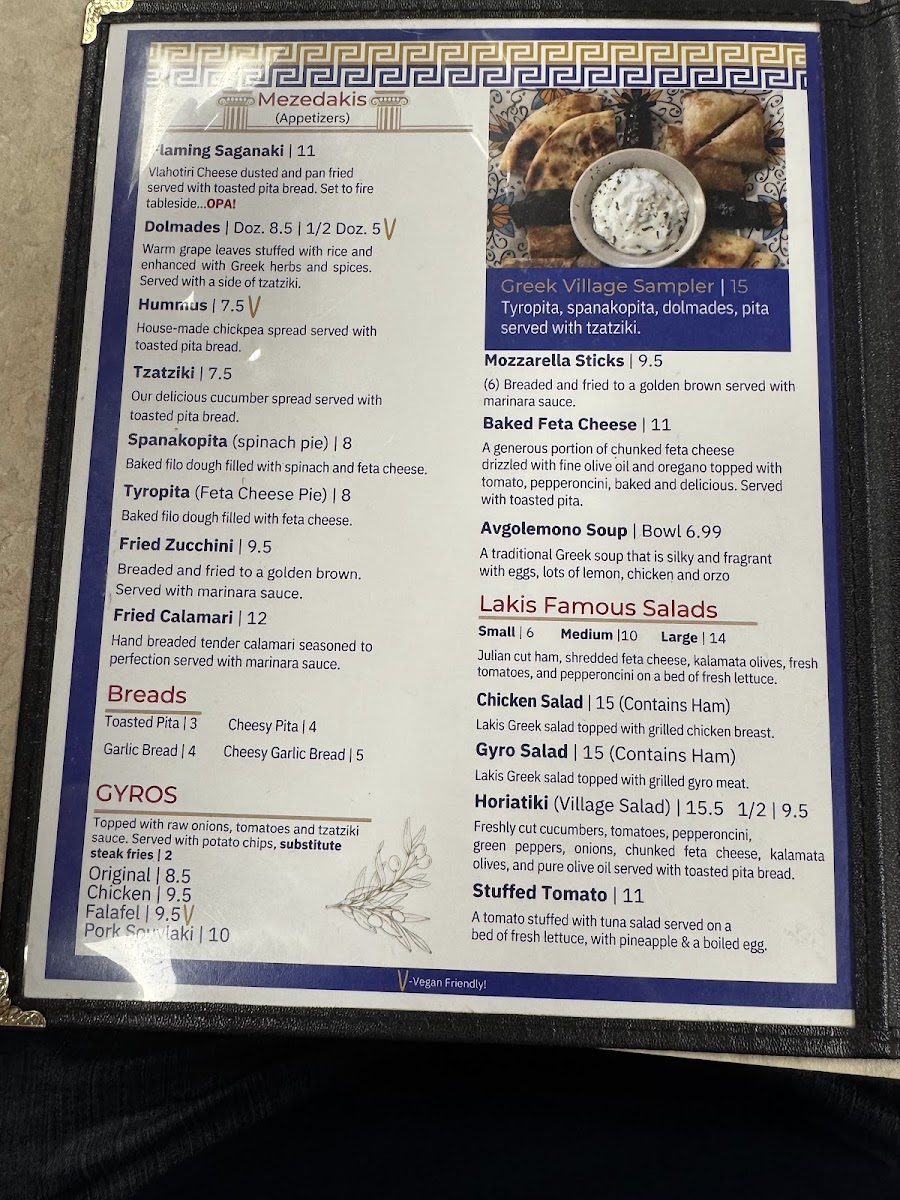 Mezedakis
(Appetizers)
Flaming Saganaki | 11
Vlahotiri Cheese dusted and pan fried
served with toasted pita bread. Set to fire
tableside...OPA!
Dolmades | Doz. 8.5 | 1/2 Doz. 5 V
Warm grape leaves stuffed with rice and
enhanced with Greek herbs and spices.
Served with a side of tzatziki.
Hummus | 7.5 V
House-made chickpea spread served with
toasted pita bread.
Tzatziki | 7.5
Our delicious cucumber spread served with
toasted pita bread.
Spanakopita (spinach pie) | 8
Baked filo dough filled with spinach and feta cheese.
Tyropita (Feta Cheese Pie) | 8
Baked filo dough filled with feta cheese.
Fried Zucchini | 9.5
Breaded and fried to a golden brown.
Served with marinara sauce.
Fried Calamari | 12
Hand breaded tender calamari seasoned to
perfection served with marinara sauce.
Breads
Toasted Pita | 3 Cheesy Pita | 4
Garlic Bread | 4 Cheesy Garlic Bread | 5
GYROS
Topped with raw onions, tomatoes and tzatziki
sauce. Served with potato chips, substitute
steak fries | 2
Original | 8.5
Chicken | 9.5
Falafel | 9.5 V
Pork Souvlaki | 10
Greek Village Sampler | 15
Tyropita, spanakopita, dolmades, pita
served with tzatziki.
Mozzarella Sticks | 9.5
(6) Breaded and fried to a golden brown served with
marinara sauce.
Baked Feta Cheese | 11
A generous portion of chunked feta cheese
drizzled with fine olive oil and oregano topped with
tomato, pepperoncini, baked and delicious. Served
with toasted pita.
Avgolemono Soup | Bowl 6.99
A traditional Greek soup that is silky and fragrant
with eggs, lots of lemon, chicken and orzo
Lakis Famous Salads
Small | 6 Medium |10 Large | 14
Julian cut ham, shredded feta cheese, kalamata olives, fresh
tomatoes, and pepperoncini on a bed of fresh lettuce.
Chicken Salad | 15 (Contains Ham)
Lakis Greek salad topped with grilled chicken breast.
Gyro Salad | 15 (Contains Ham)
Lakis Greek salad topped with grilled gyro meat.
Horiatiki (Village Salad) | 15.5 1/2 | 9.5
Freshly cut cucumbers, tomatoes, pepperoncini,
green peppers, onions, chunked feta cheese, kalamata
olives, and pure olive oil served with toasted pita bread.
Stuffed Tomato | 11
A tomato stuffed with tuna salad served on a
bed of fresh lettuce, with pineapple & a boiled egg.
V-Vegan Friendly!